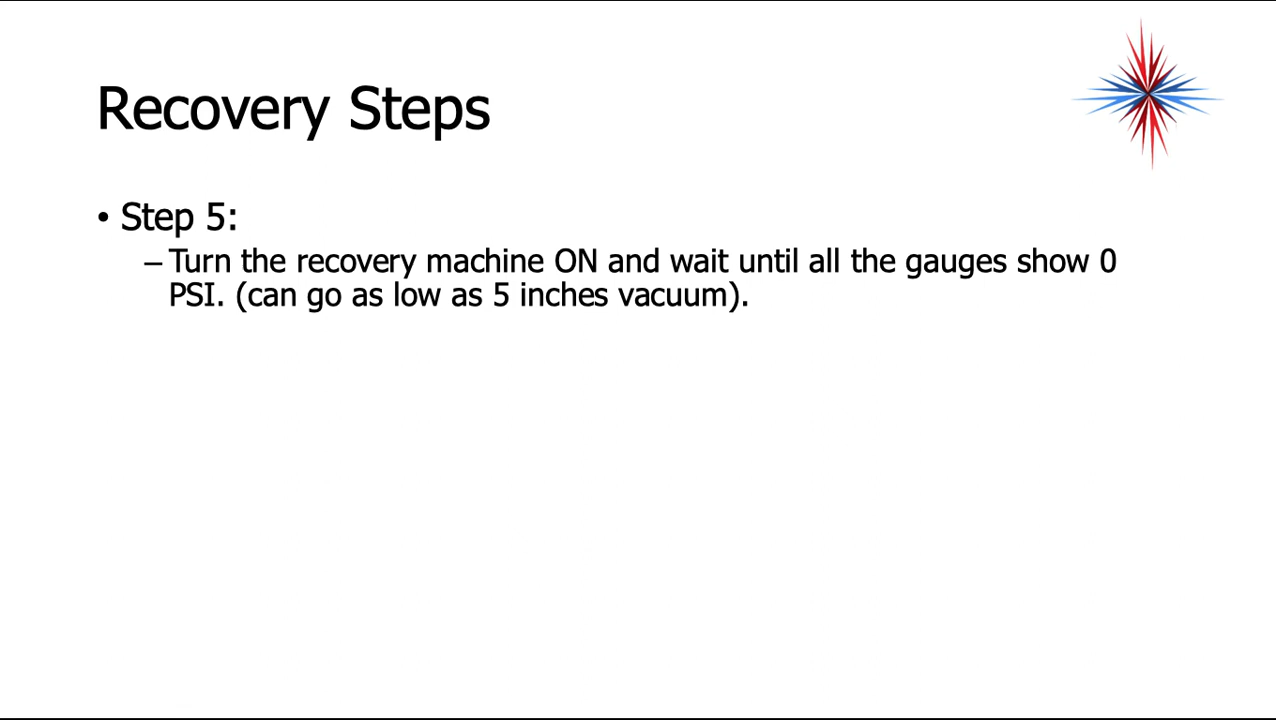 Recovery Steps
• Step 5:
– Turn the recovery machine ON and wait until all the gauges show 0
PSI. (can go as low as 5 inches vacuum).